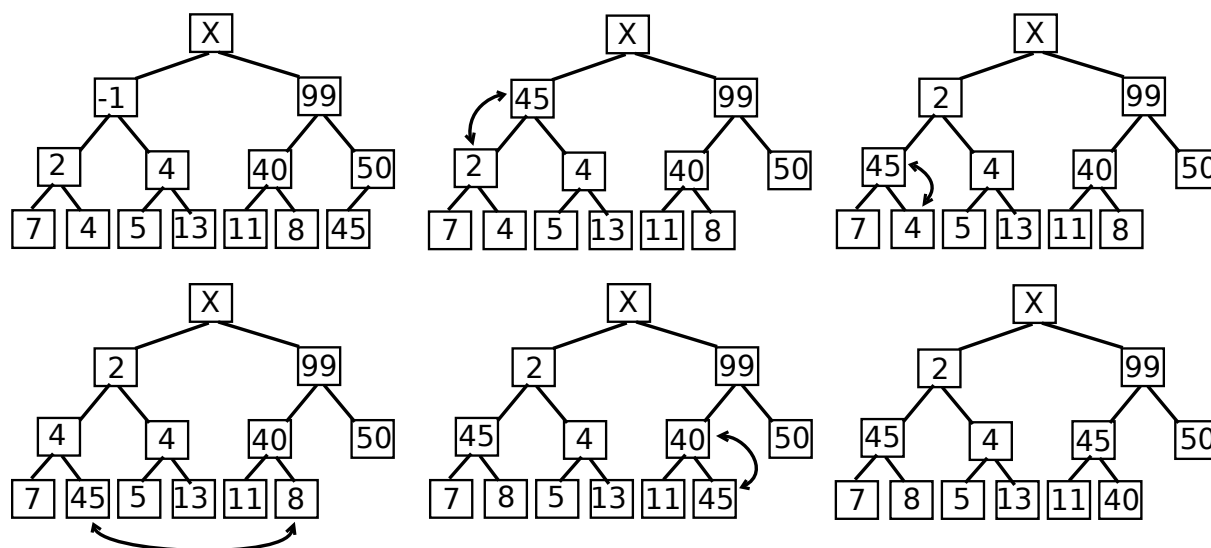 X X X
-1 99 45 99 2 99
2 4 40 50 2 4 40 50 45 4 40 50
7 4 5 13 11 8 45 7 4 5 13 11 8 7 4 5 13 11 8
X X X
2 99 2 99 2 99
4 4 40 50 45 4 40 50 45 4 45 50
7 45 5 13 11 8 7 8 5 13 11 45 7 8 5 13 11 40